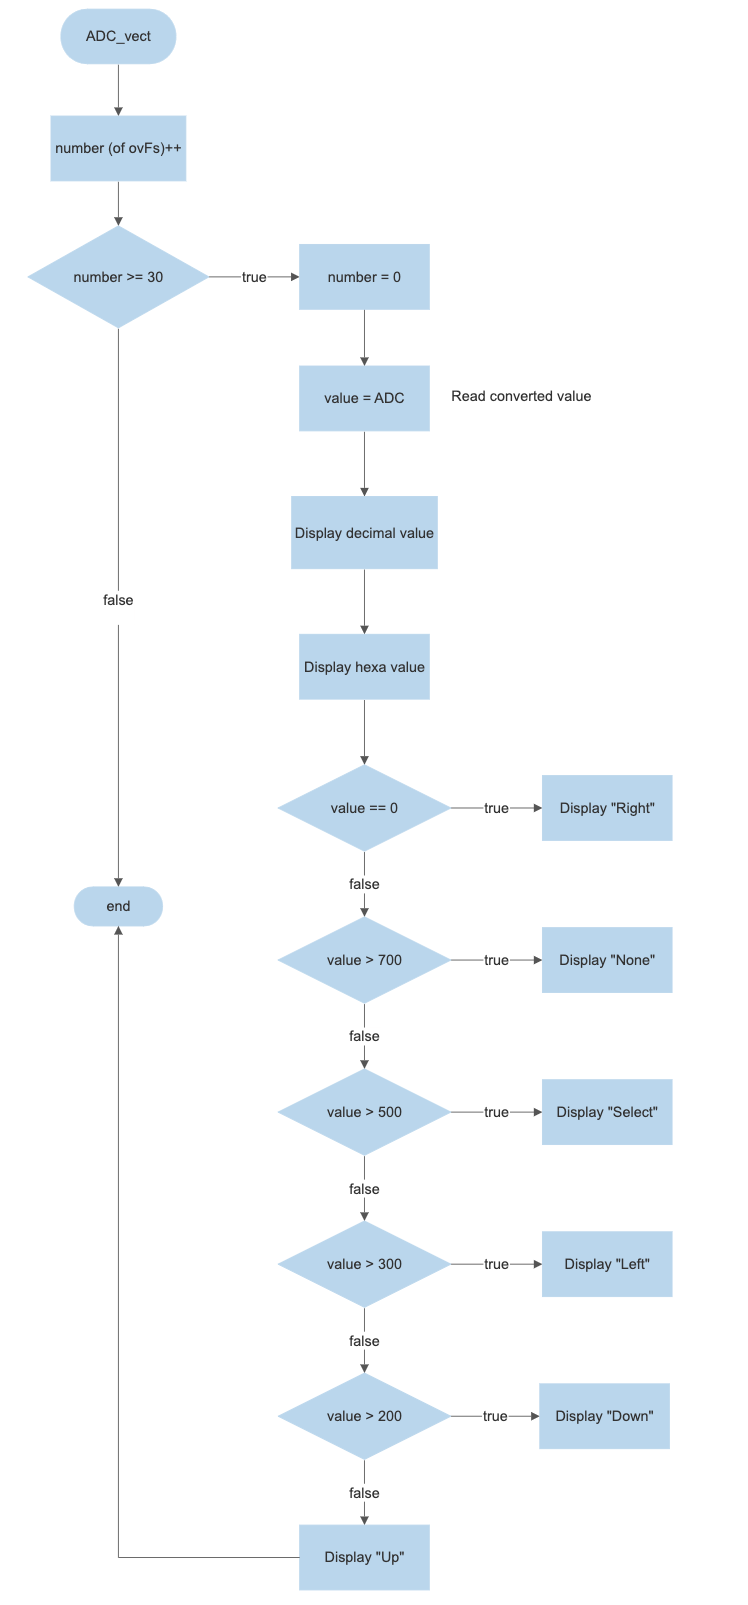 ADC_vect
number (of ovFs)++
number >= 30
true
number = 0
value = ADC
Read converted value
Display decimal value
false
Display hexa value
value == 0
true
Display "Right"
false
end
value > 700
true
Display "None"
false
value > 500
true
Display "Select"
false
value > 300
true
Display "Left"
false
value > 200
true
Display "Down"
false
Display "Up"